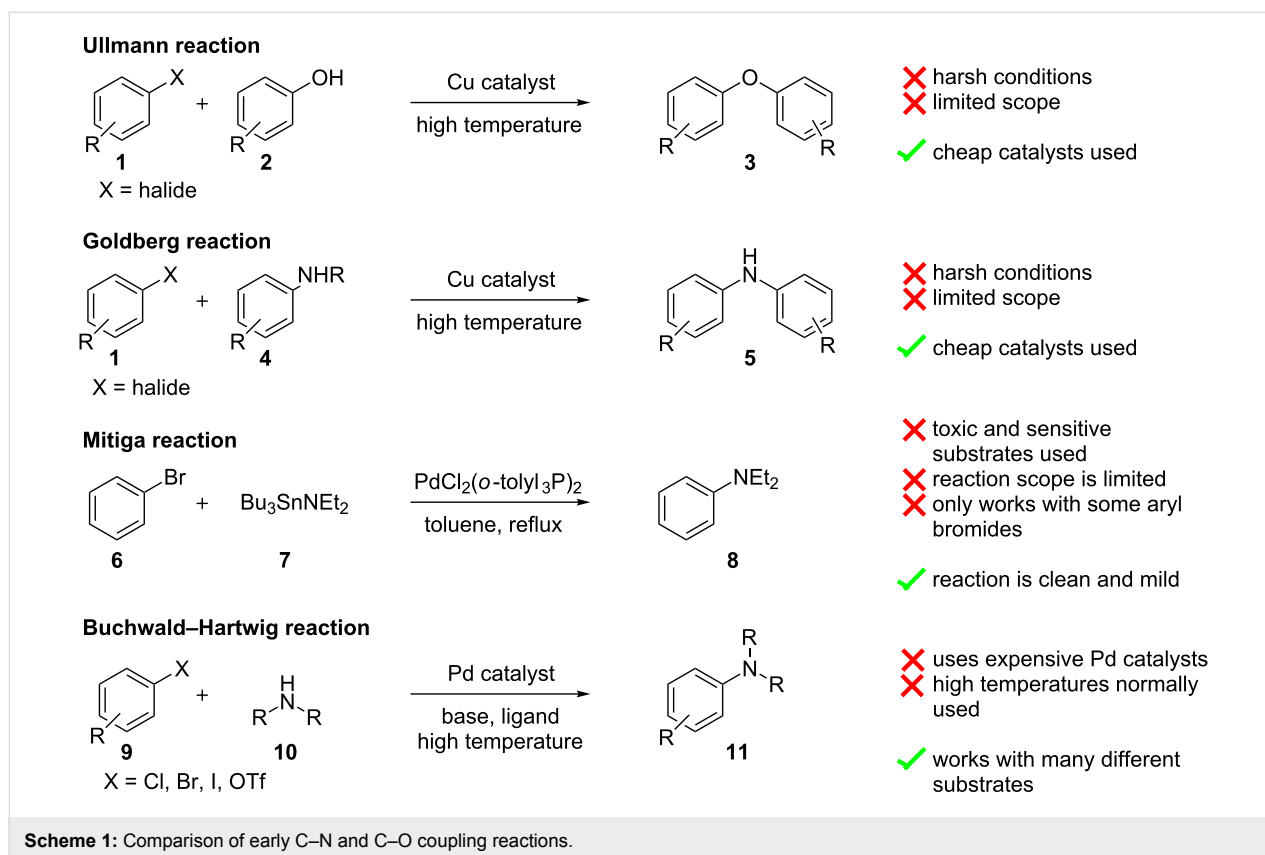 Ullmann reaction
X
+
OH
R
1
R
2
X = halide
Cu catalyst
high temperature
O
R
R
3
harsh conditions
limited scope
cheap catalysts used
Goldberg reaction
X
+
NHR
R
1
R
4
X = halide
Cu catalyst
high temperature
H
N
R
R
5
harsh conditions
limited scope
cheap catalysts used
Mitiga reaction
Br
+
Bu3SnNEt2
6
7
PdCl2(o-tolyl3P)2
toluene, reflux
NEt2
8
toxic and sensitive
substrates used
reaction scope is limited
only works with some aryl
bromides
reaction is clean and mild
Buchwald–Hartwig reaction
X
+
H
N
R
R
R
9
10
X = Cl, Br, I, OTf
Pd catalyst
base, ligand
high temperature
R
N
R
R
11
uses expensive Pd catalysts
high temperatures normally
used
works with many different
substrates
Scheme 1: Comparison of early C–N and C–O coupling reactions.